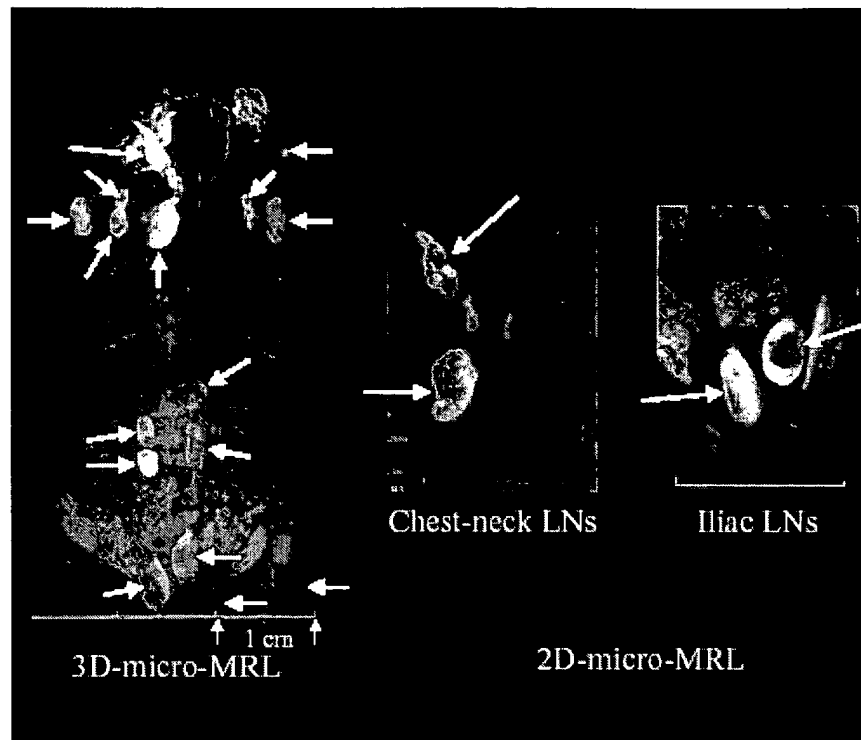 Chest-neck LNs
Iliac LNs
1 cm
3D-micro-MRL
2D-micro-MRL